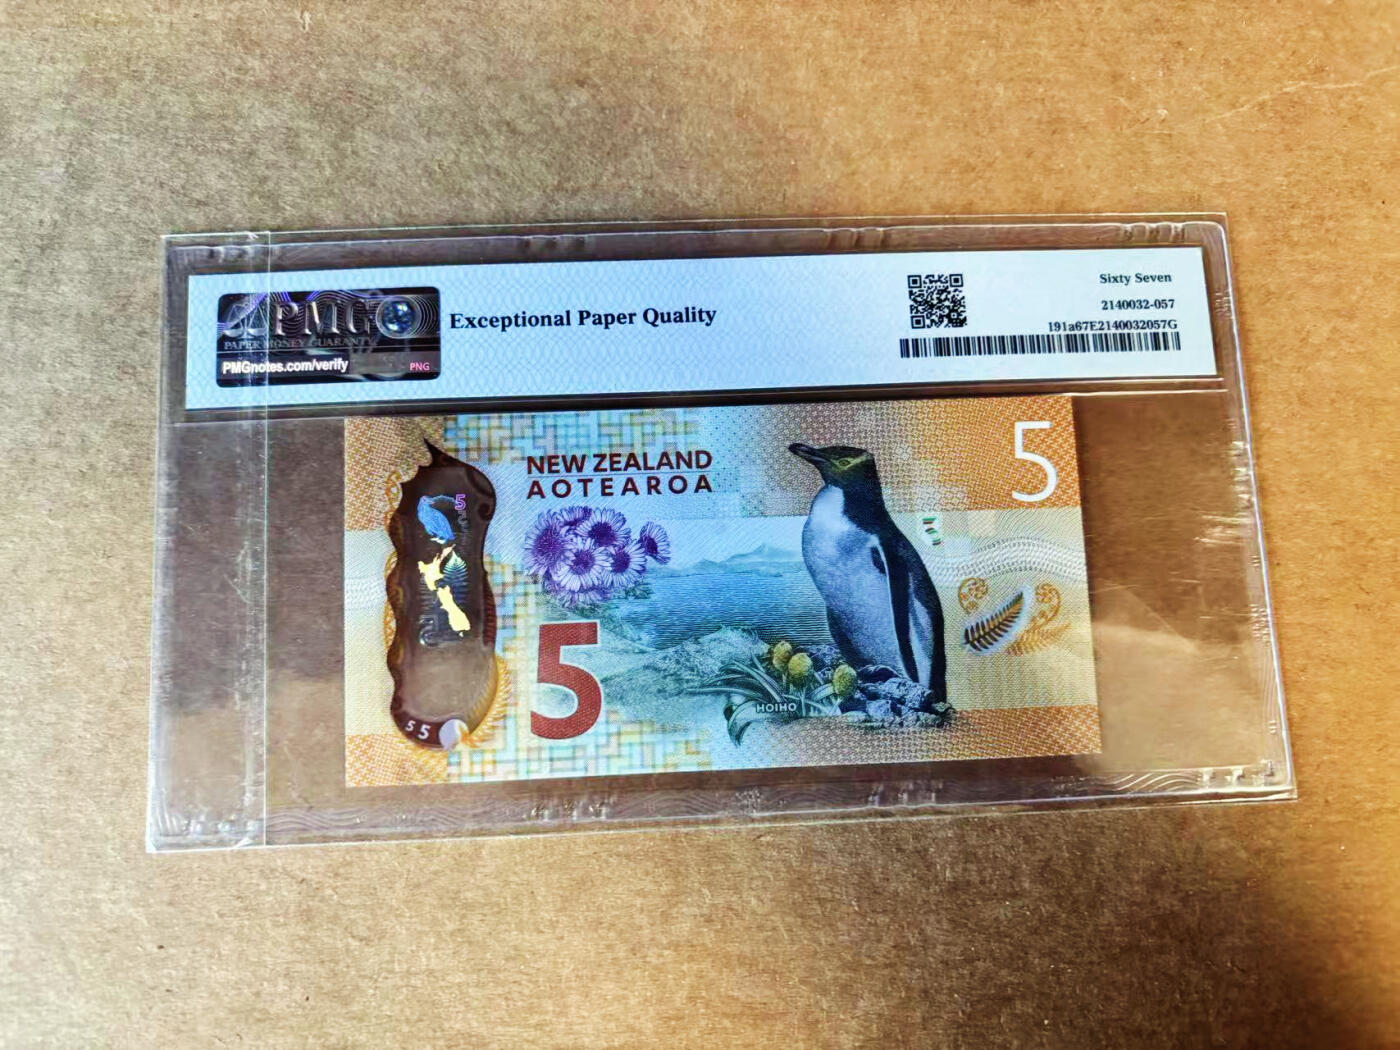 PMG
PAPER MONEY GUARANTY
PMGnotes.com/verify
PNG
Exceptional Paper Quality
Sixty Seven
2140032-057
191a67E2140032057G
NEW ZEALAND
AOTEAROA
5
5
5
5
5 5
HOIHO